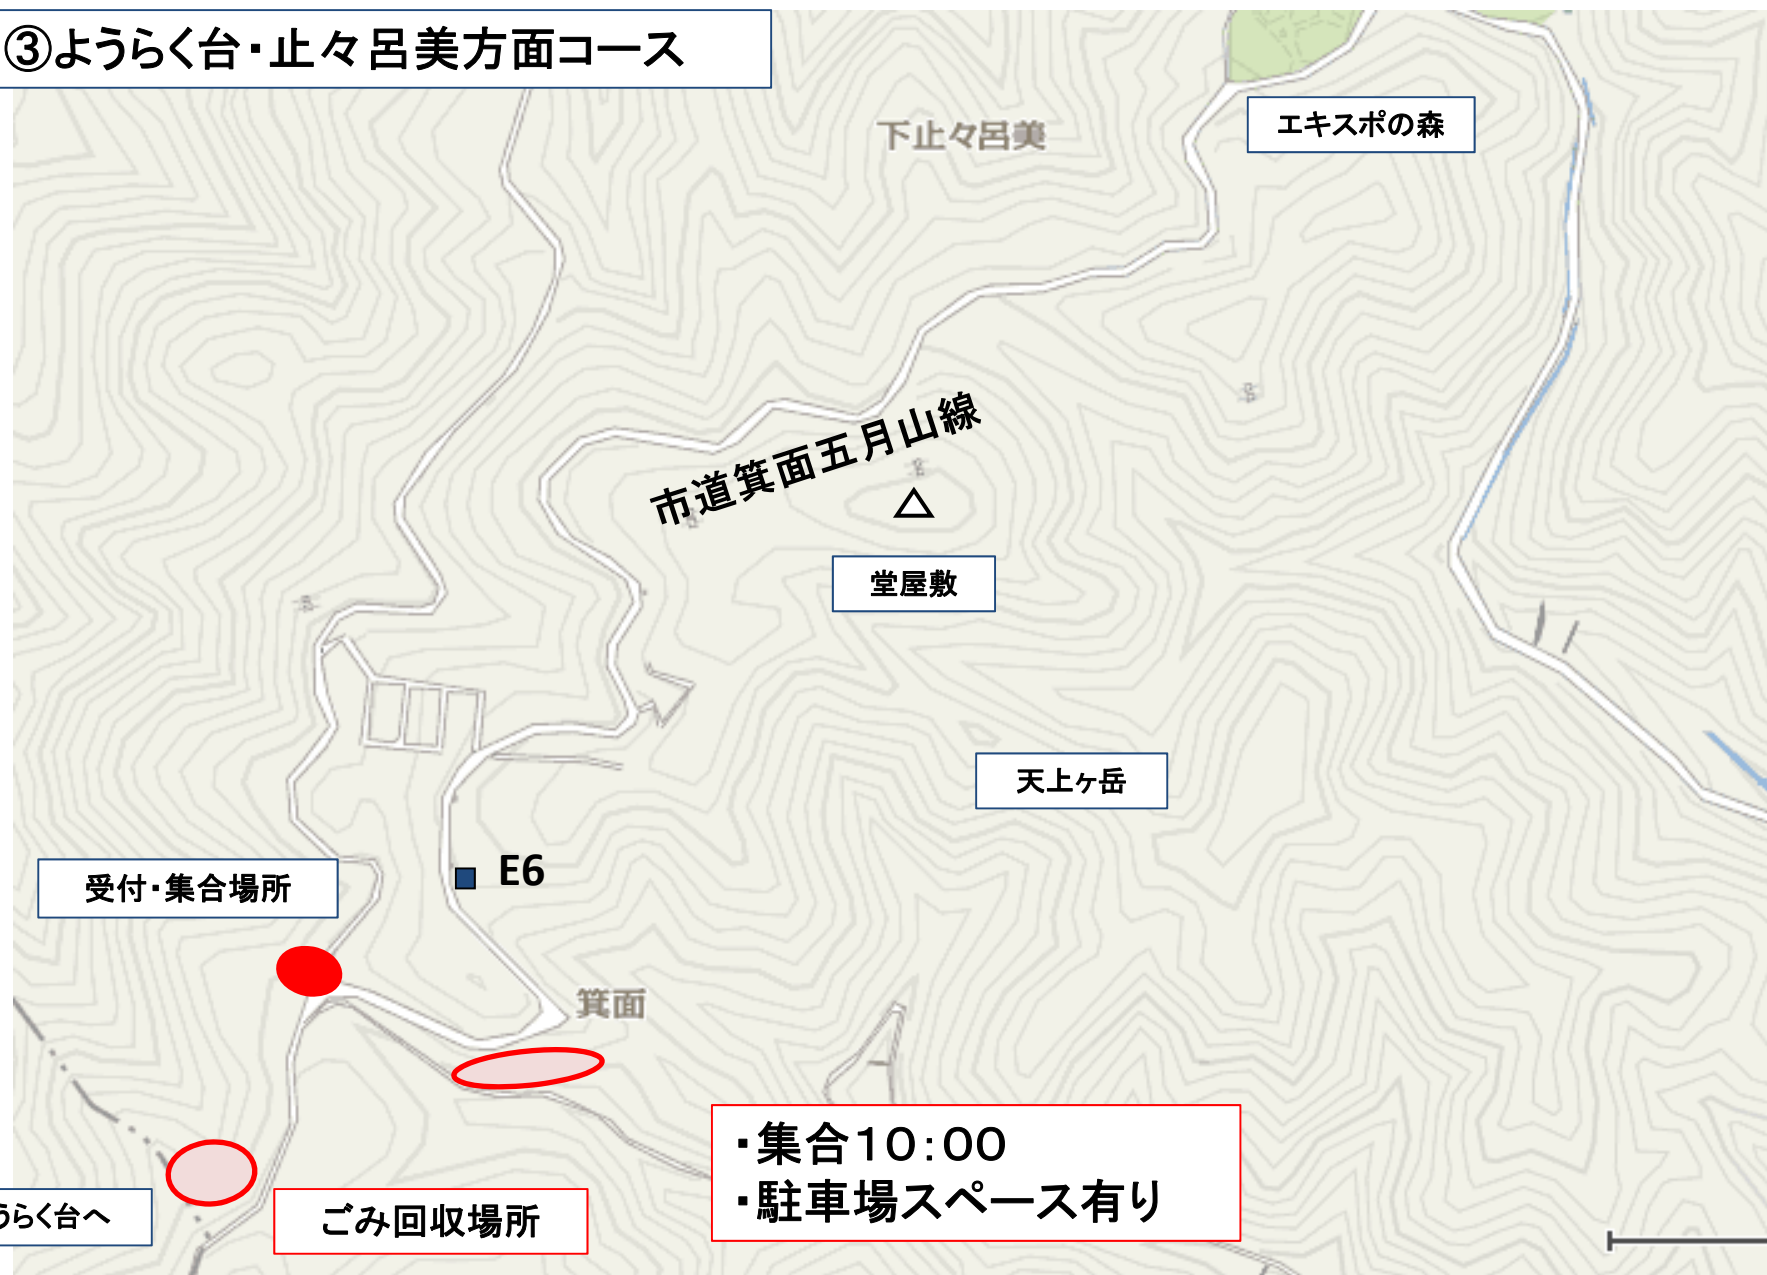 ③ようらく台・止々呂美方面コース
エキスポの森
下止々呂美
市道箕面五月山線
堂屋敷
天上ヶ岳
E6
受付・集合場所
箕面
・集合１０：００
・駐車場スペース有り
らく台へ
ごみ回収場所